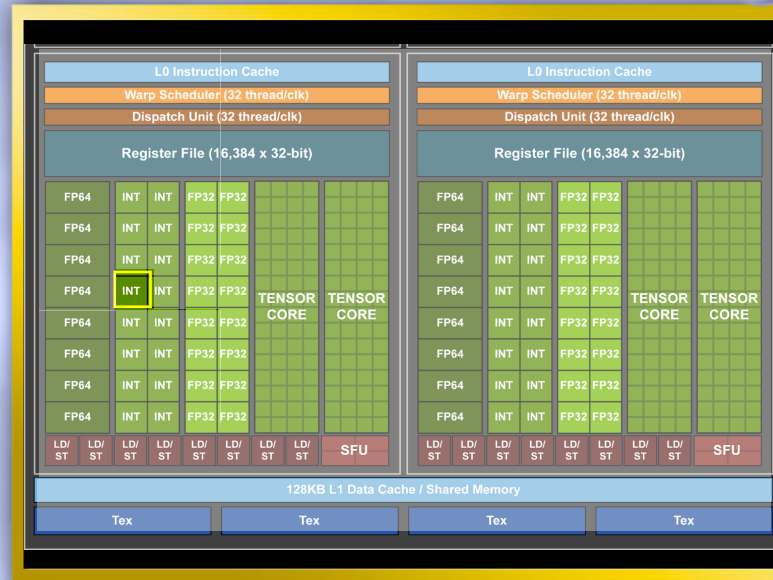 L0 Instruction Cache L0 Instruction Cache
Warp Scheduler (32 thread/clk) Warp Scheduler (32 thread/clk)
Dispatch Unit (32 thread/clk) Dispatch Unit (32 thread/clk)
Register File (16,384 x 32-bit) Register File (16,384 x 32-bit)
FP64 INT INT FP32 FP32 FP64 INT INT FP32 FP32
FP64 INT INT FP32 FP32 FP64 INT INT FP32 FP32
FP64 INT INT FP32 FP32 FP64 INT INT FP32 FP32
FP64 INT INT FP32 FP32 TENSOR TENSOR FP64 INT INT FP32 FP32 TENSOR TENSOR
FP64 INT INT FP32 FP32 CORE CORE FP64 INT INT FP32 FP32 CORE CORE
FP64 INT INT FP32 FP32 FP64 INT INT FP32 FP32
FP64 INT INT FP32 FP32 FP64 INT INT FP32 FP32
FP64 INT INT FP32 FP32 FP64 INT INT FP32 FP32
LD/ LD/ LD/ LD/ LD/ LD/ LD/ LD/ SFU LD/ LD/ LD/ LD/ LD/ LD/ LD/ LD/ SFU
ST ST ST ST ST ST ST ST ST ST ST ST ST ST ST ST
128KB L1 Data Cache / Shared Memory
Tex Tex Tex Tex